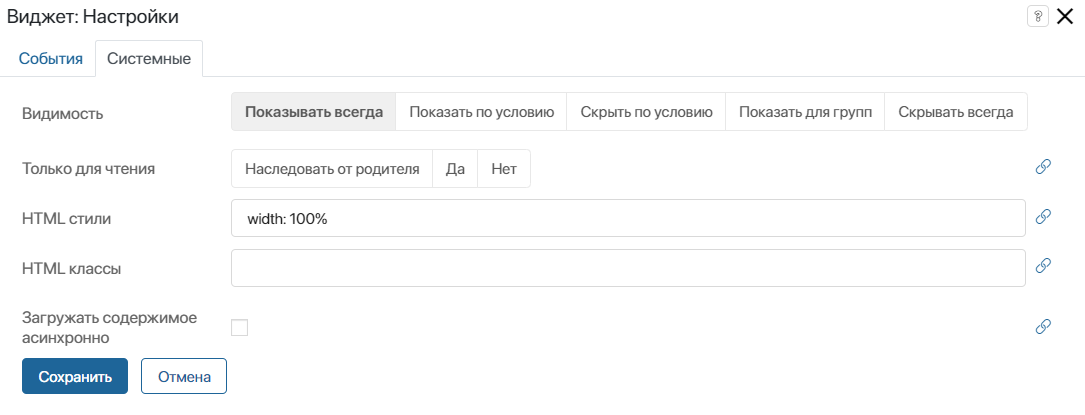 Виджет: Настройки ?
События Системные
Видимость Показывать всегда Показать по условию Скрыть по условию Показать для групп Скрывать всегда
Только для чтения Наследовать от родителя Да Нет
HTML стили width: 100%
HTML классы
Загружать содержимое
асинхронно
Сохранить Отмена